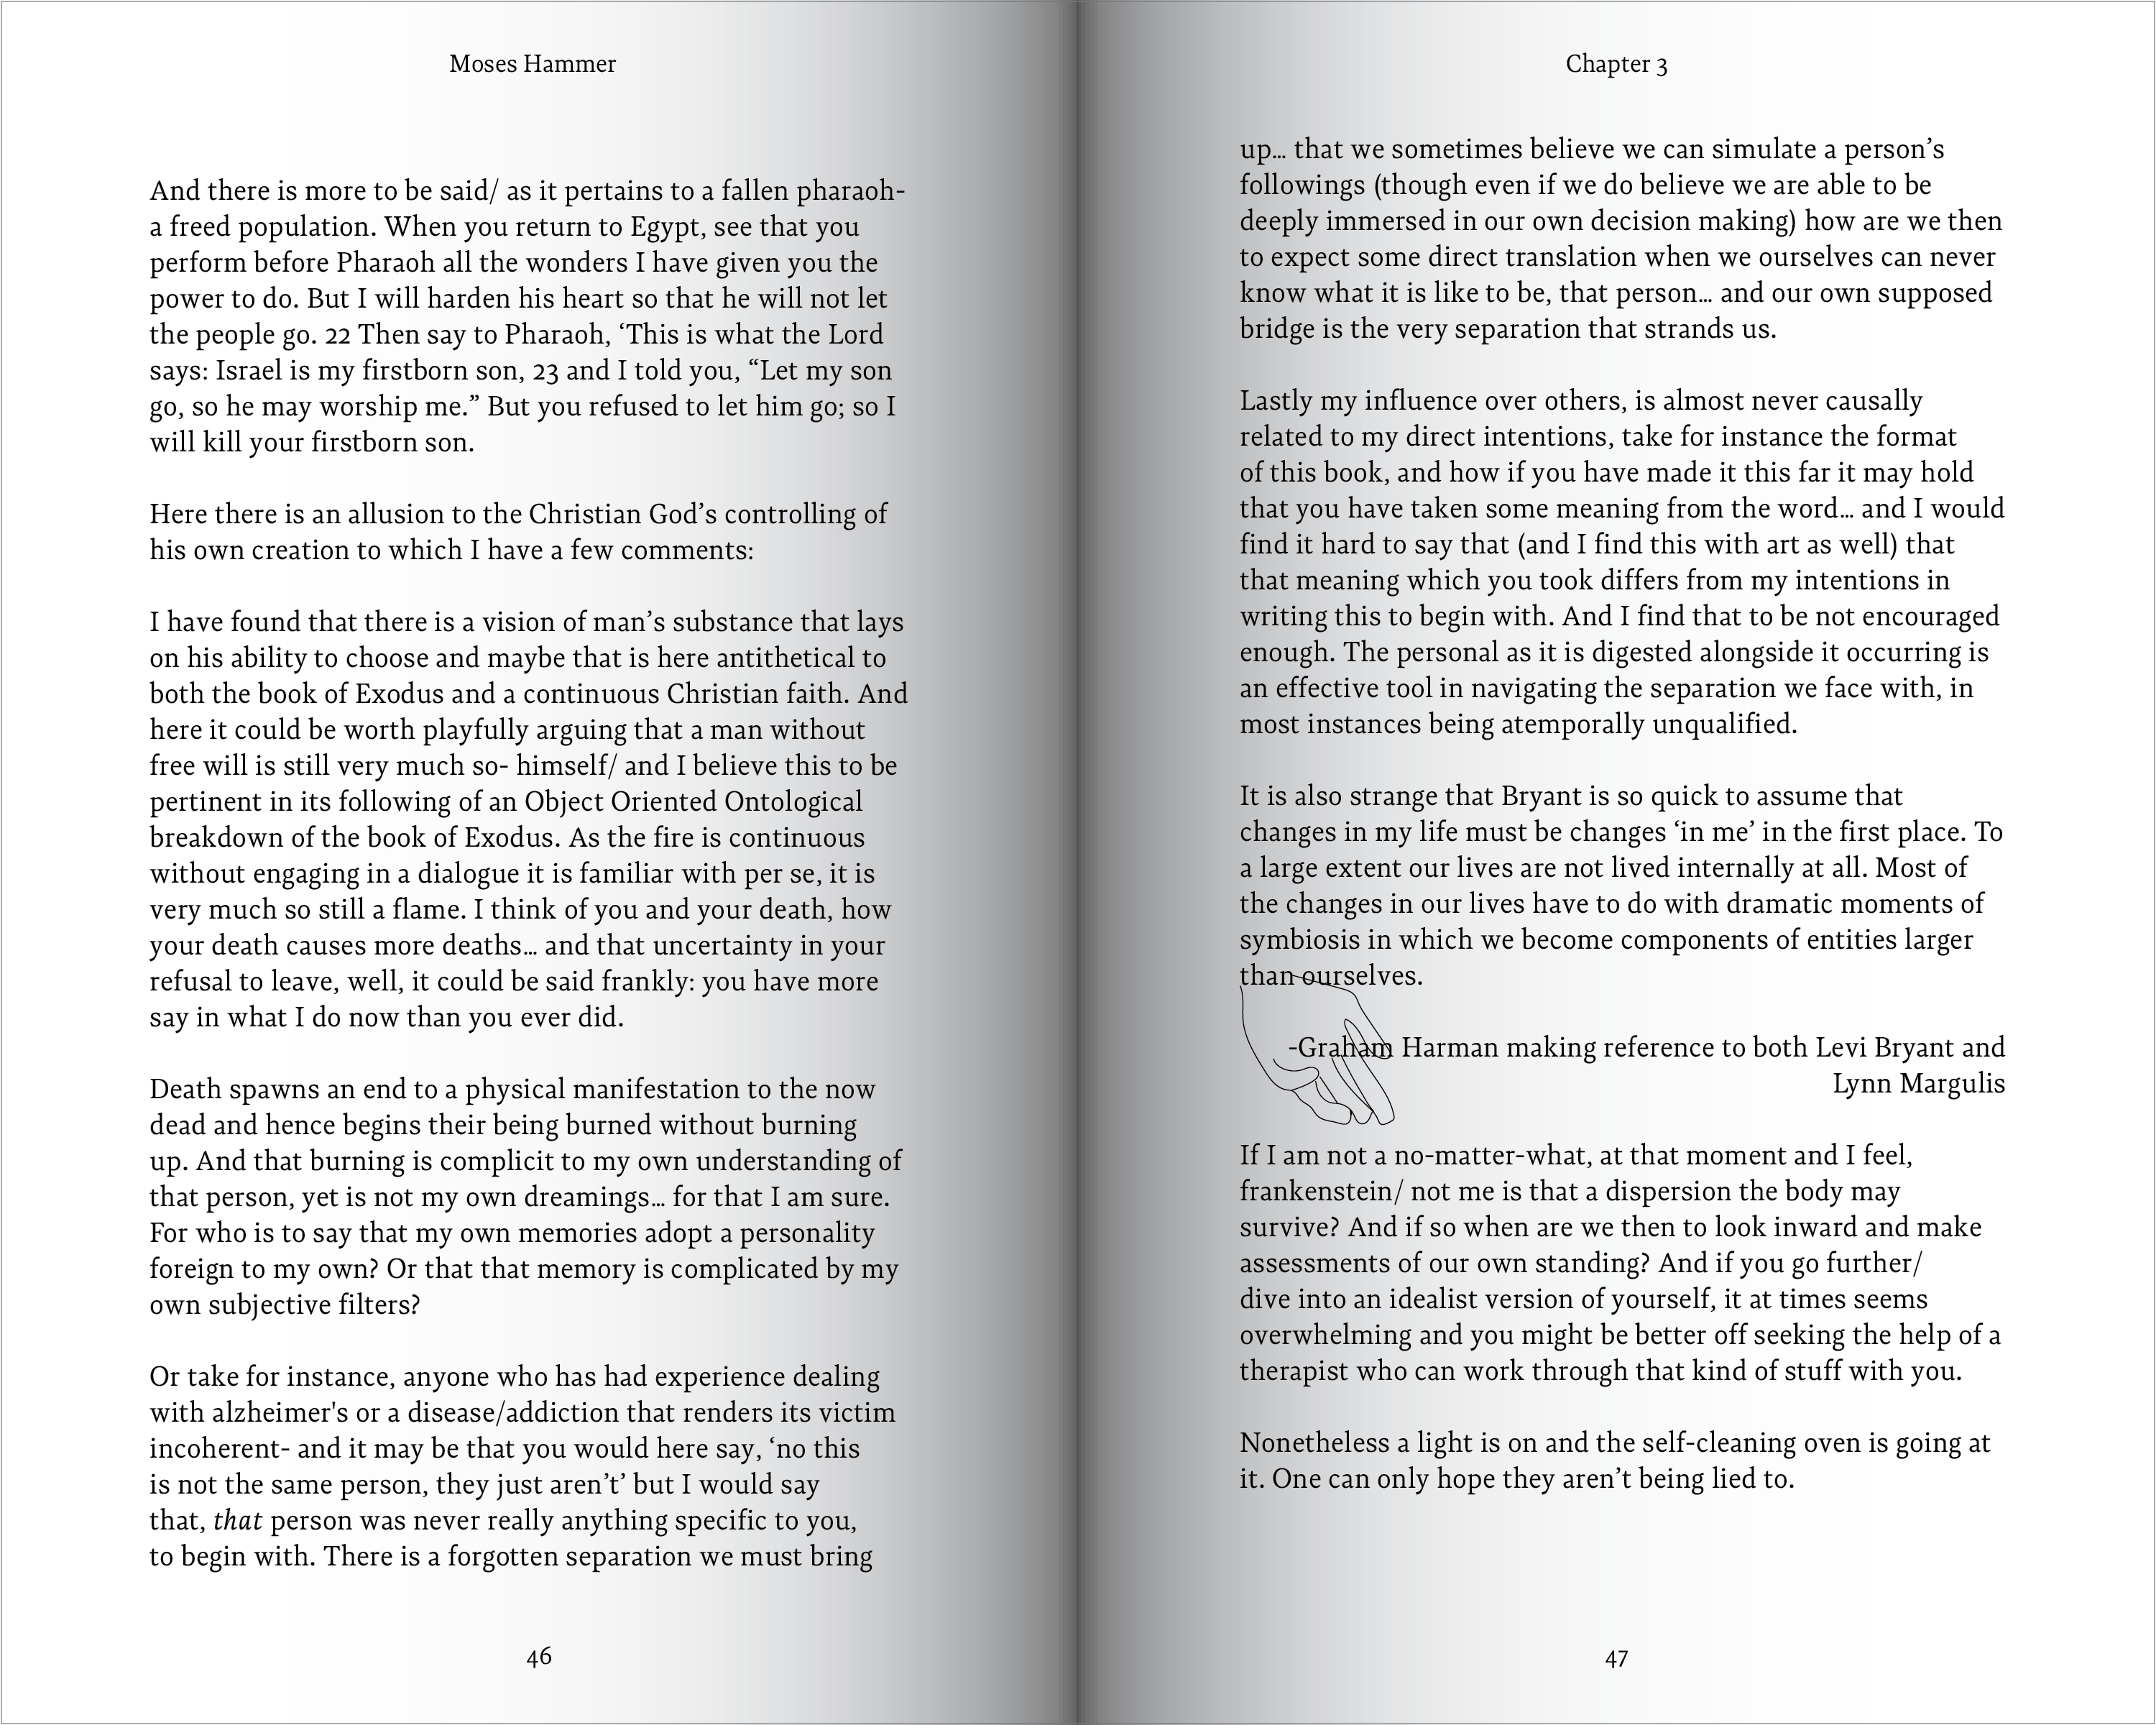 Moses Hammer
And there is more to be said/ as it pertains to a fallen pharaoh-
a freed population. When you return to Egypt, see that you
perform before Pharaoh all the wonders I have given you the
power to do. But I will harden his heart so that he will not let
the people go. 22 Then say to Pharaoh, ‘This is what the Lord
says: Israel is my firstborn son, 23 and I told you, “Let my son
go, so he may worship me.” But you refused to let him go; so I
will kill your firstborn son.
Here there is an allusion to the Christian God’s controlling of
his own creation to which I have a few comments:
I have found that there is a vision of man’s substance that lays
on his ability to choose and maybe that is here antithetical to
both the book of Exodus and a continuous Christian faith. And
here it could be worth playfully arguing that a man without
free will is still very much so- himself/ and I believe this to be
pertinent in its following of an Object Oriented Ontological
breakdown of the book of Exodus. As the fire is continuous
without engaging in a dialogue it is familiar with per se, it is
very much so still a flame. I think of you and your death, how
your death causes more deaths… and that uncertainty in your
refusal to leave, well, it could be said frankly: you have more
say in what I do now than you ever did.
Death spawns an end to a physical manifestation to the now
dead and hence begins their being burned without burning
up. And that burning is complicit to my own understanding of
that person, yet is not my own dreamings… for that I am sure.
For who is to say that my own memories adopt a personality
foreign to my own? Or that that memory is complicated by my
own subjective filters?
Or take for instance, anyone who has had experience dealing
with alzheimer's or a disease/addiction that renders its victim
incoherent- and it may be that you would here say, ‘no this
is not the same person, they just aren’t’ but I would say
that, that person was never really anything specific to you,
to begin with. There is a forgotten separation we must bring
46
Chapter 3
up… that we sometimes believe we can simulate a person’s
followings (though even if we do believe we are able to be
deeply immersed in our own decision making) how are we then
to expect some direct translation when we ourselves can never
know what it is like to be, that person… and our own supposed
bridge is the very separation that strands us.
Lastly my influence over others, is almost never causally
related to my direct intentions, take for instance the format
of this book, and how if you have made it this far it may hold
that you have taken some meaning from the word… and I would
find it hard to say that (and I find this with art as well) that
that meaning which you took differs from my intentions in
writing this to begin with. And I find that to be not encouraged
enough. The personal as it is digested alongside it occurring is
an effective tool in navigating the separation we face with, in
most instances being atemporally unqualified.
It is also strange that Bryant is so quick to assume that
changes in my life must be changes ‘in me’ in the first place. To
a large extent our lives are not lived internally at all. Most of
the changes in our lives have to do with dramatic moments of
symbiosis in which we become components of entities larger
than ourselves.
-Graham Harman making reference to both Levi Bryant and
Lynn Margulis
If I am not a no-matter-what, at that moment and I feel,
frankenstein/ not me is that a dispersion the body may
survive? And if so when are we then to look inward and make
assessments of our own standing? And if you go further/
dive into an idealist version of yourself, it at times seems
overwhelming and you might be better off seeking the help of a
therapist who can work through that kind of stuff with you.
Nonetheless a light is on and the self-cleaning oven is going at
it. One can only hope they aren’t being lied to.
47